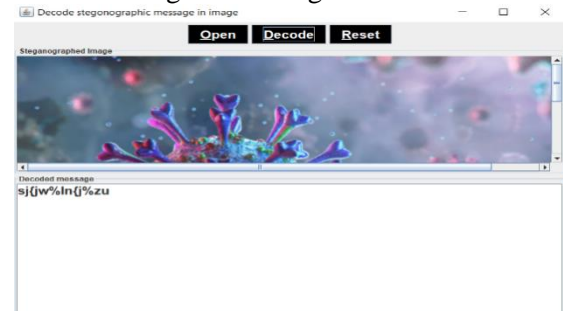 Decode stegonographic message in image
Open Decode Reset
Steganographed Image
Decoded message
sj{jw%ln{j%zu